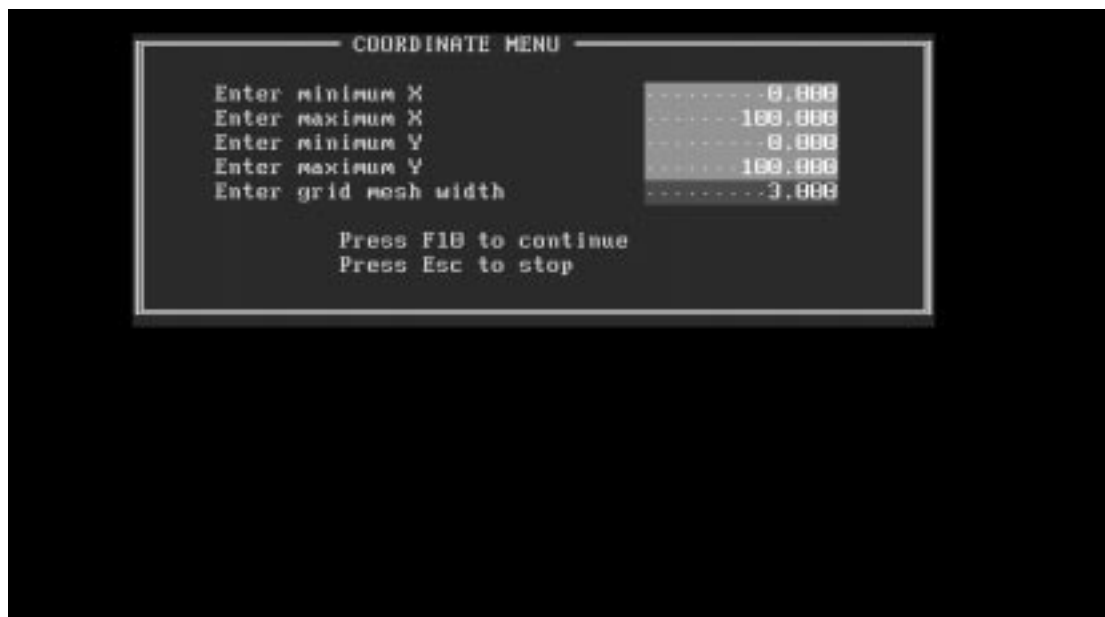 COORDINATE MENU
Enter minimum X ·········0.000
Enter maximum X ·······100.000
Enter minimum Y ·········0.000
Enter maximum Y ·······100.000
Enter grid mesh width ·········3.000
Press F10 to continue
Press Esc to stop